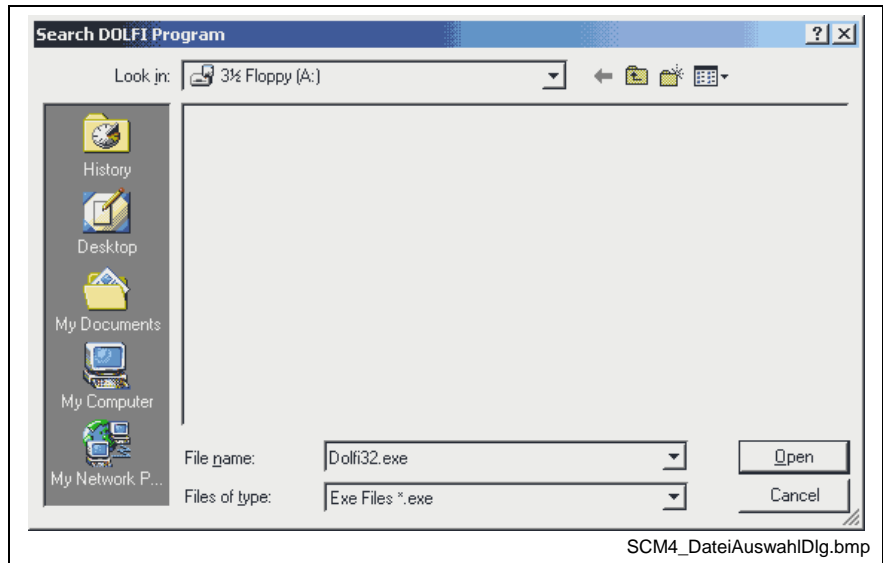 Search DOLFI Program
Look in: 3½ Floppy (A:)
History
Desktop
My Documents
My Computer
My Network P...
File name: Dolfi32.exe Open
Files of type: Exe Files *.exe Cancel
SCM4_DateiAuswahlDlg.bmp